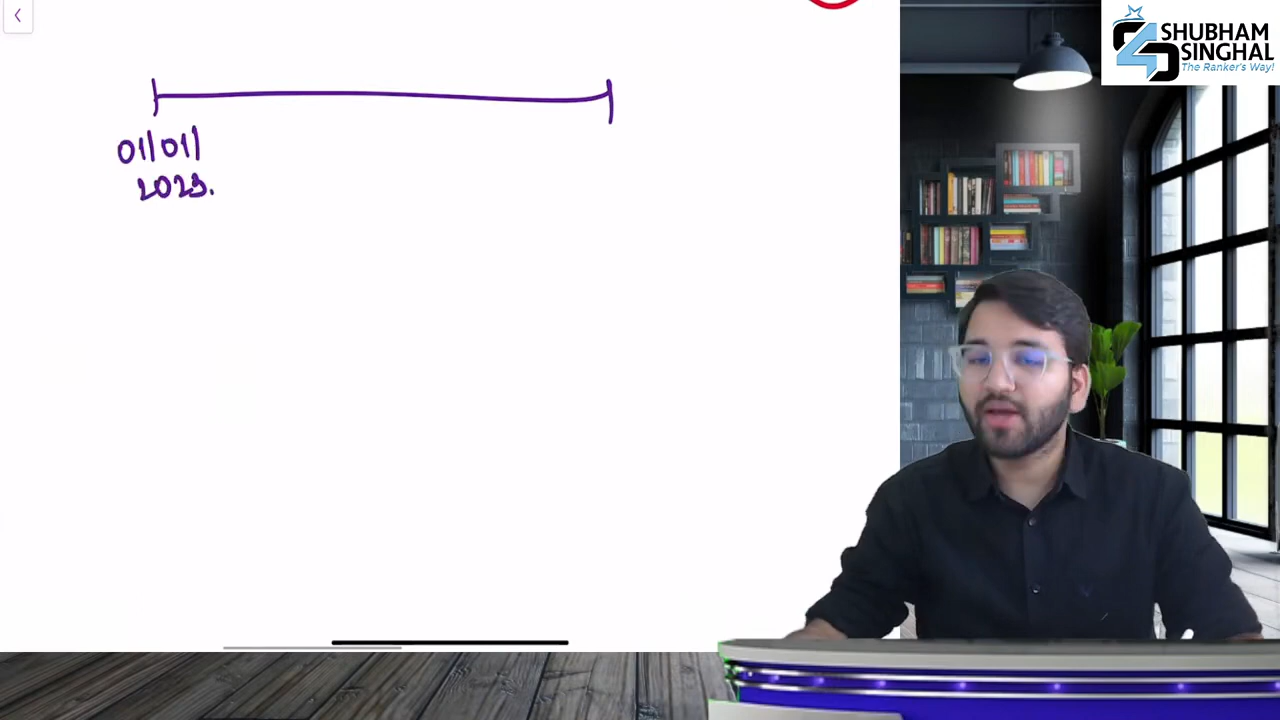 01/01/
2023.
SHUBHAM
SINGHAL
The Ranker's Way!